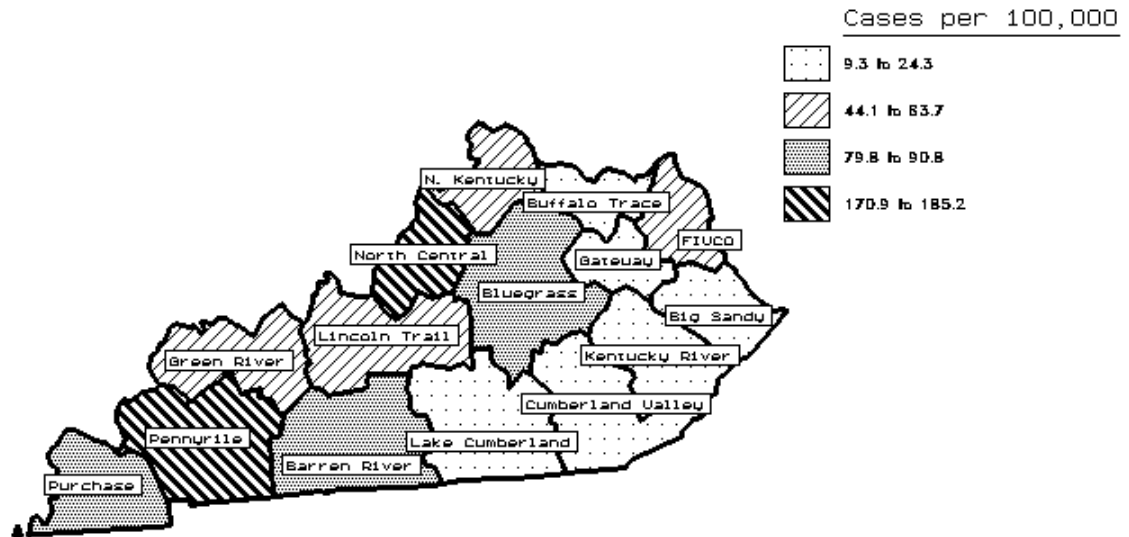 Cases per 100,000
9.3 to 24.3
44.1 to 63.7
79.8 to 90.8
170.9 to 185.2
N. Kentucky
Buffalo Trace
FIVCO
North Central
Gateway
Bluegrass
Big Sandy
Lincoln Trail
Green River
Kentucky River
Cumberland Valley
Pennyrile
Lake Cumberland
Barren River
Purchase